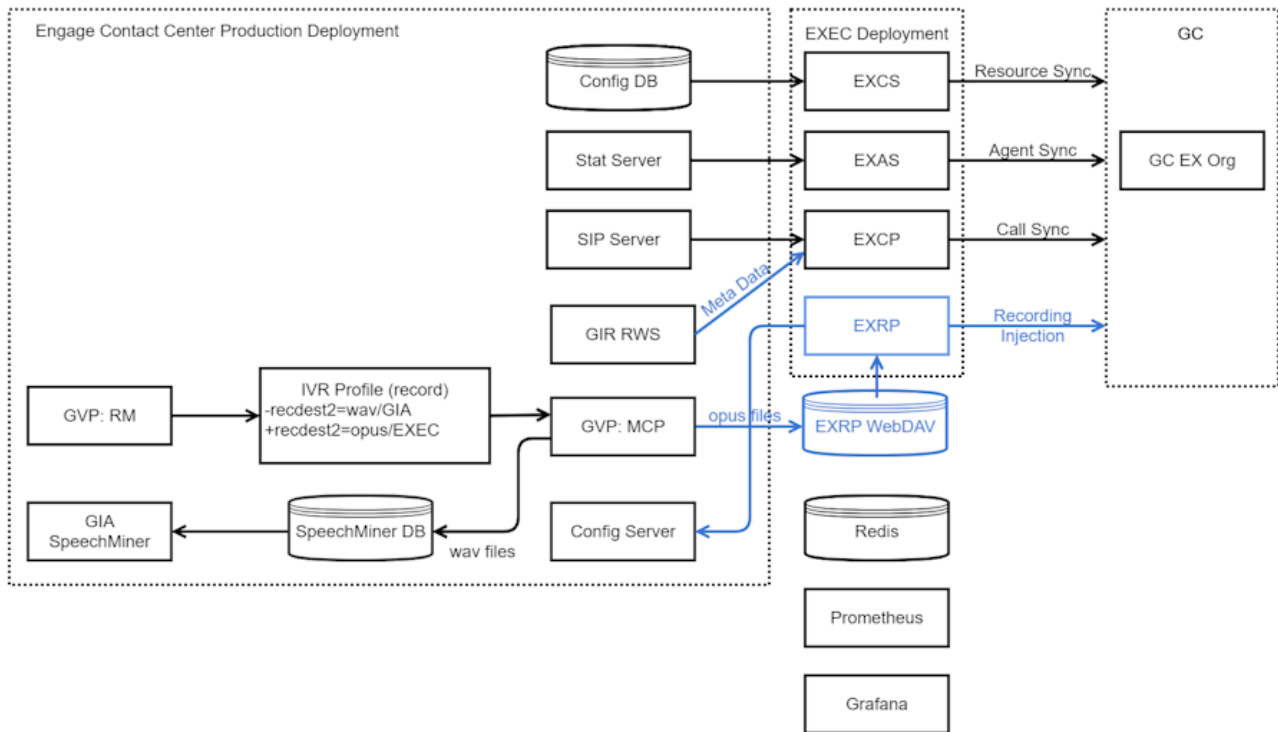 Engage Contact Center Production Deployment
EXEC Deployment
GC
Config DB
EXCS
Resource Sync
Stat Server
EXAS
Agent Sync
GC EX Org
SIP Server
EXCP
Call Sync
Meta Data
GIR RWS
EXRP
Recording
Injection
GVP: RM
IVR Profile (record)
-recdest2=wav/GIA
+recdest2=opus/EXEC
GVP: MCP
opus files
EXRP WebDAV
GIA
SpeechMiner
SpeechMiner DB
wav files
Config Server
Redis
Prometheus
Grafana